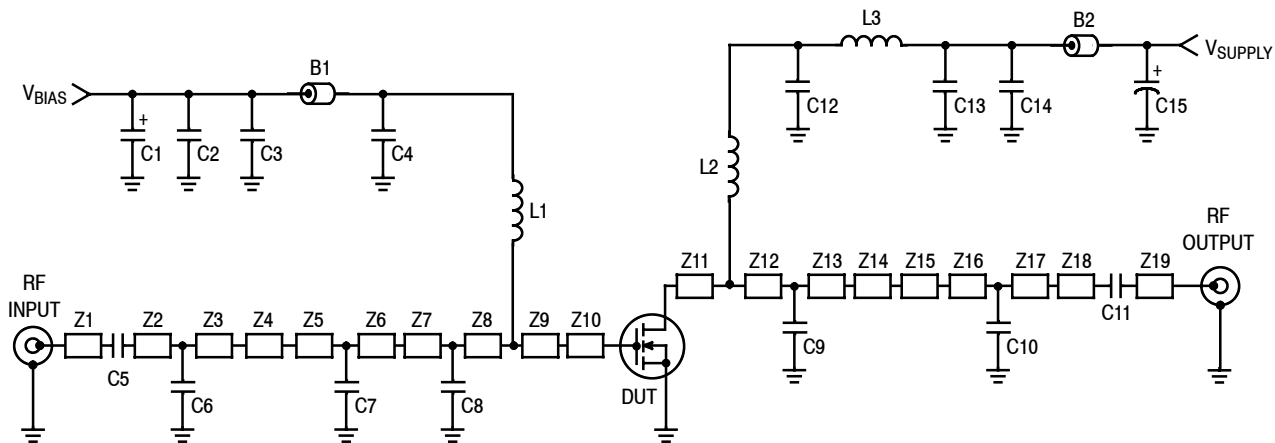 L3
B2
V_SUPPLY
+
C12
C13
C14
C15
B1
V_BIAS
+
C1
C2
C3
C4
L2
L1
RF
OUTPUT
Z11
Z12
Z13
Z14
Z15
Z16
Z17
Z18
Z19
C11
C9
C10
RF
INPUT
Z1
Z2
Z3
Z4
Z5
Z6
Z7
Z8
Z9
Z10
C5
C6
C7
C8
DUT